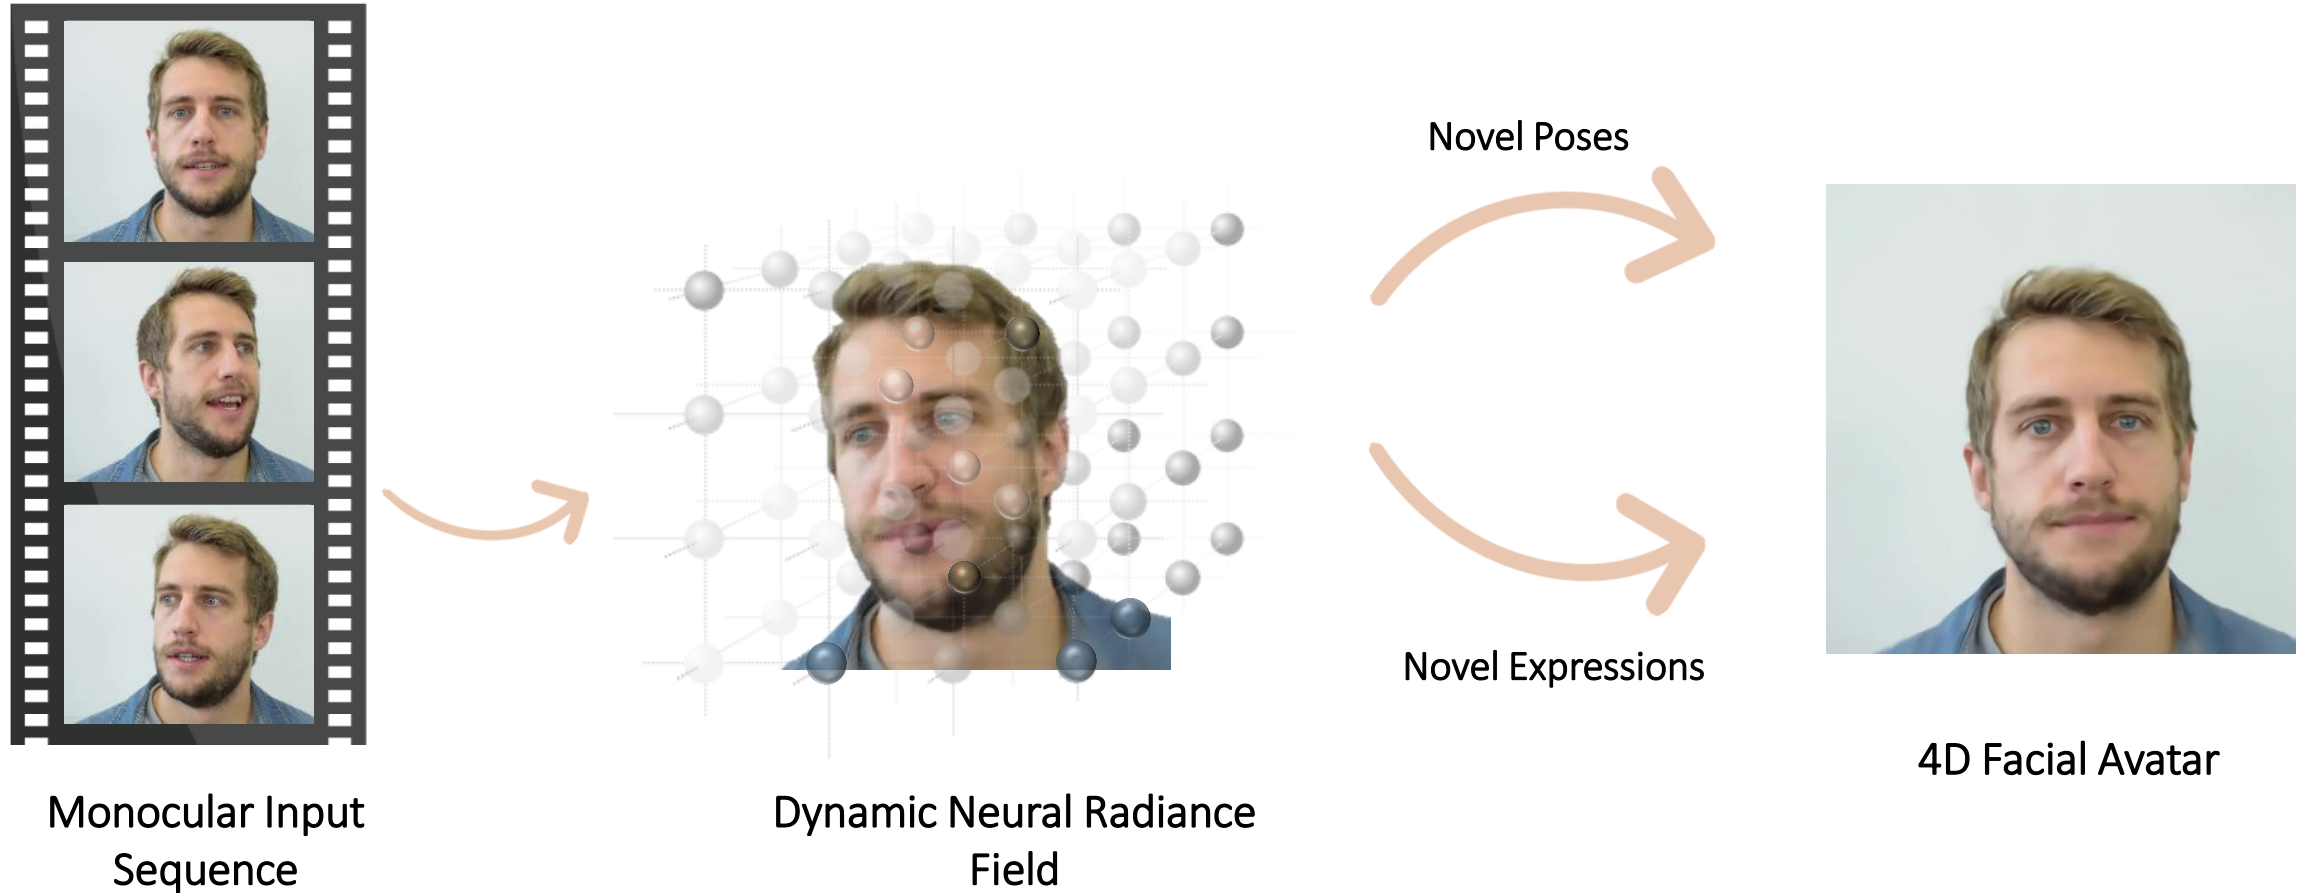 Novel Poses
Novel Expressions
4D Facial Avatar
Monocular Input
Sequence
Dynamic Neural Radiance
Field